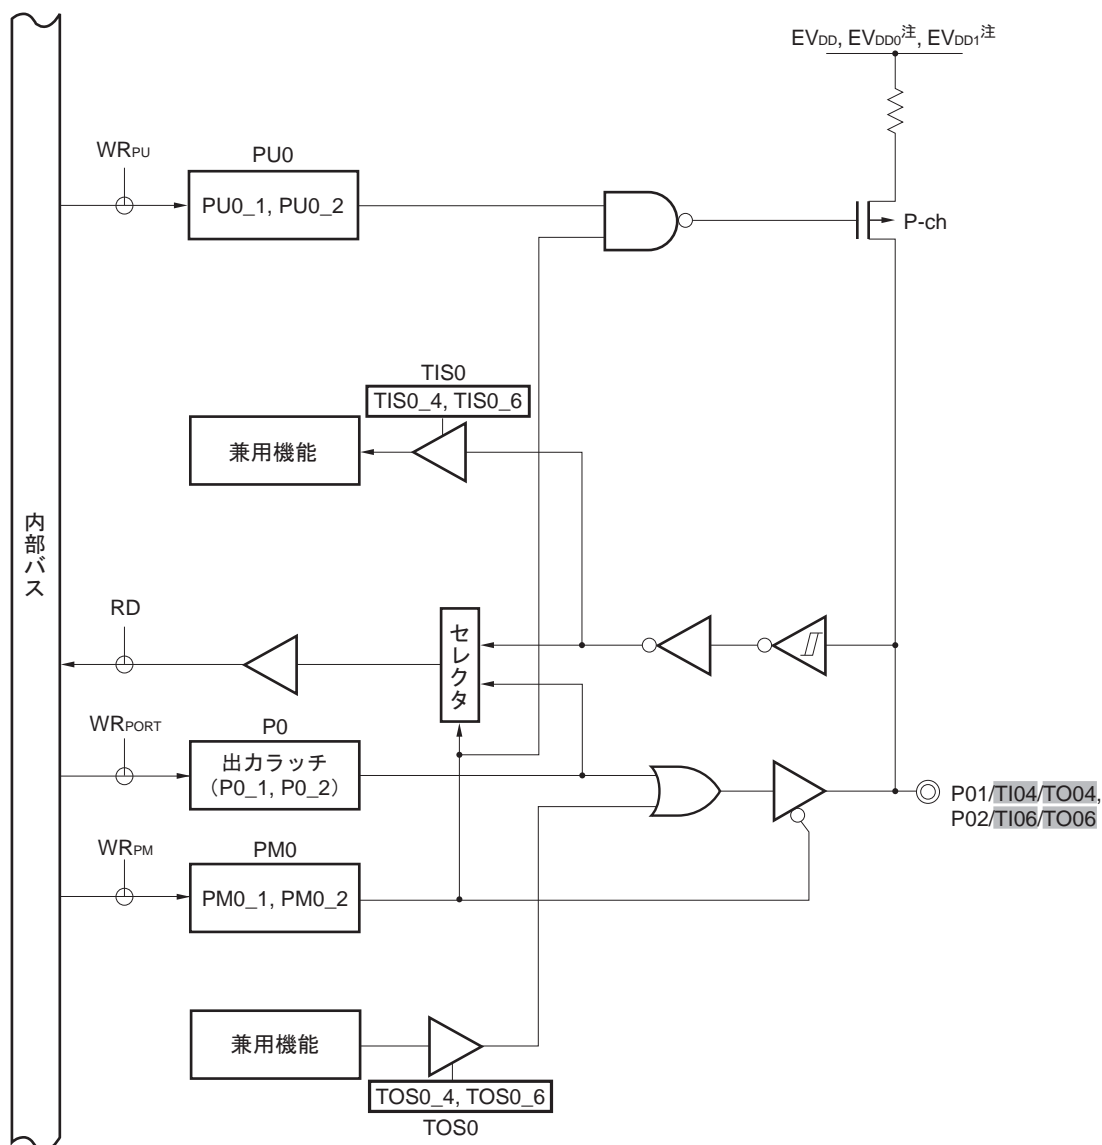 EVDD, EVDD0注, EVDD1注
WRPU
PU0
PU0_1, PU0_2
P-ch
TIS0
TIS0_4, TIS0_6
兼用機能
内部バス
RD
セレクタ
WRPORT
P0
出力ラッチ
(P0_1, P0_2)
P01/TI04/TO04,
P02/TI06/TO06
WRPM
PM0
PM0_1, PM0_2
兼用機能
TOS0_4, TOS0_6
TOS0